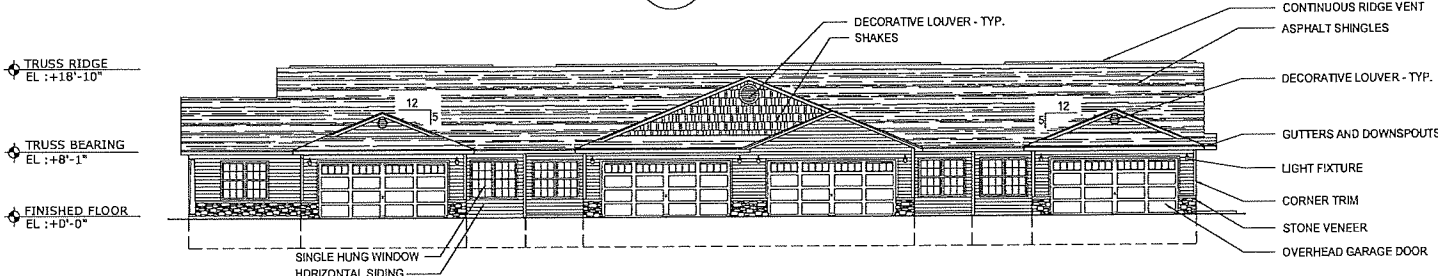 CONTINUOUS RIDGE VENT
DECORATIVE LOUVER - TYP.
ASPHALT SHINGLES
SHAKES
TRUSS RIDGE
EL :+18'-10"
DECORATIVE LOUVER - TYP.
12
5
12
5
GUTTERS AND DOWNSPOUTS
TRUSS BEARING
EL :+8'-1"
LIGHT FIXTURE
CORNER TRIM
FINISHED FLOOR
EL :+0'-0"
STONE VENEER
OVERHEAD GARAGE DOOR
SINGLE HUNG WINDOW
HORIZONTAL SIDING